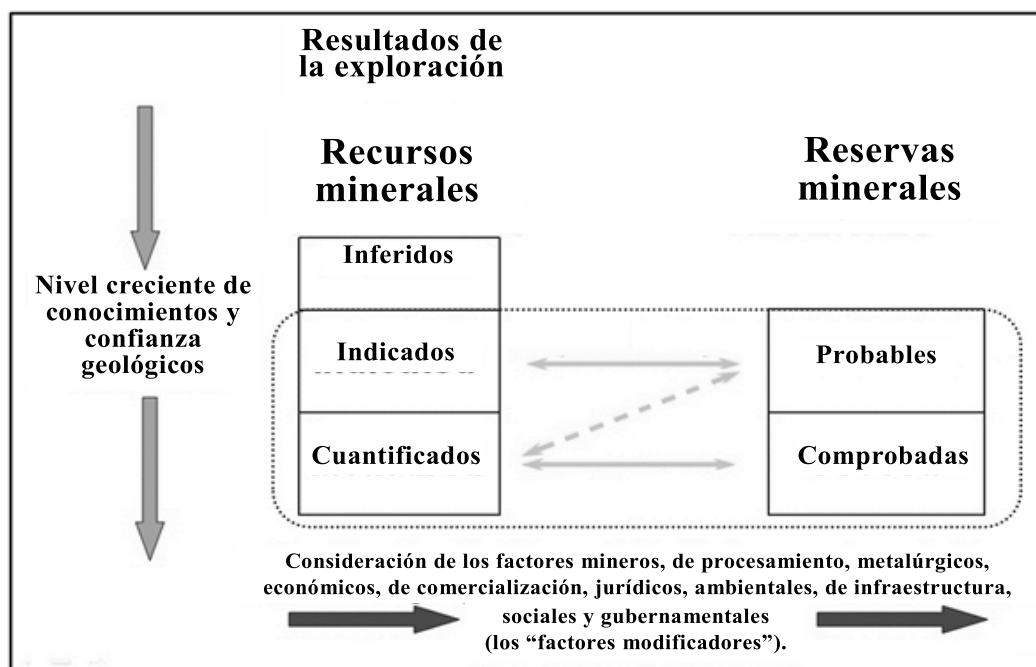 Resultados de
la exploración
Recursos
minerales
Reservas
minerales
Inferidos
Nivel creciente de
conocimientos y
confianza
geológicos
Indicados
Probables
Cuantificados
Comprobadas
Consideración de los factores mineros, de procesamiento, metalúrgicos,
económicos, de comercialización, jurídicos, ambientales, de infraestructura,
sociales y gubernamentales
(los “factores modificadores”).